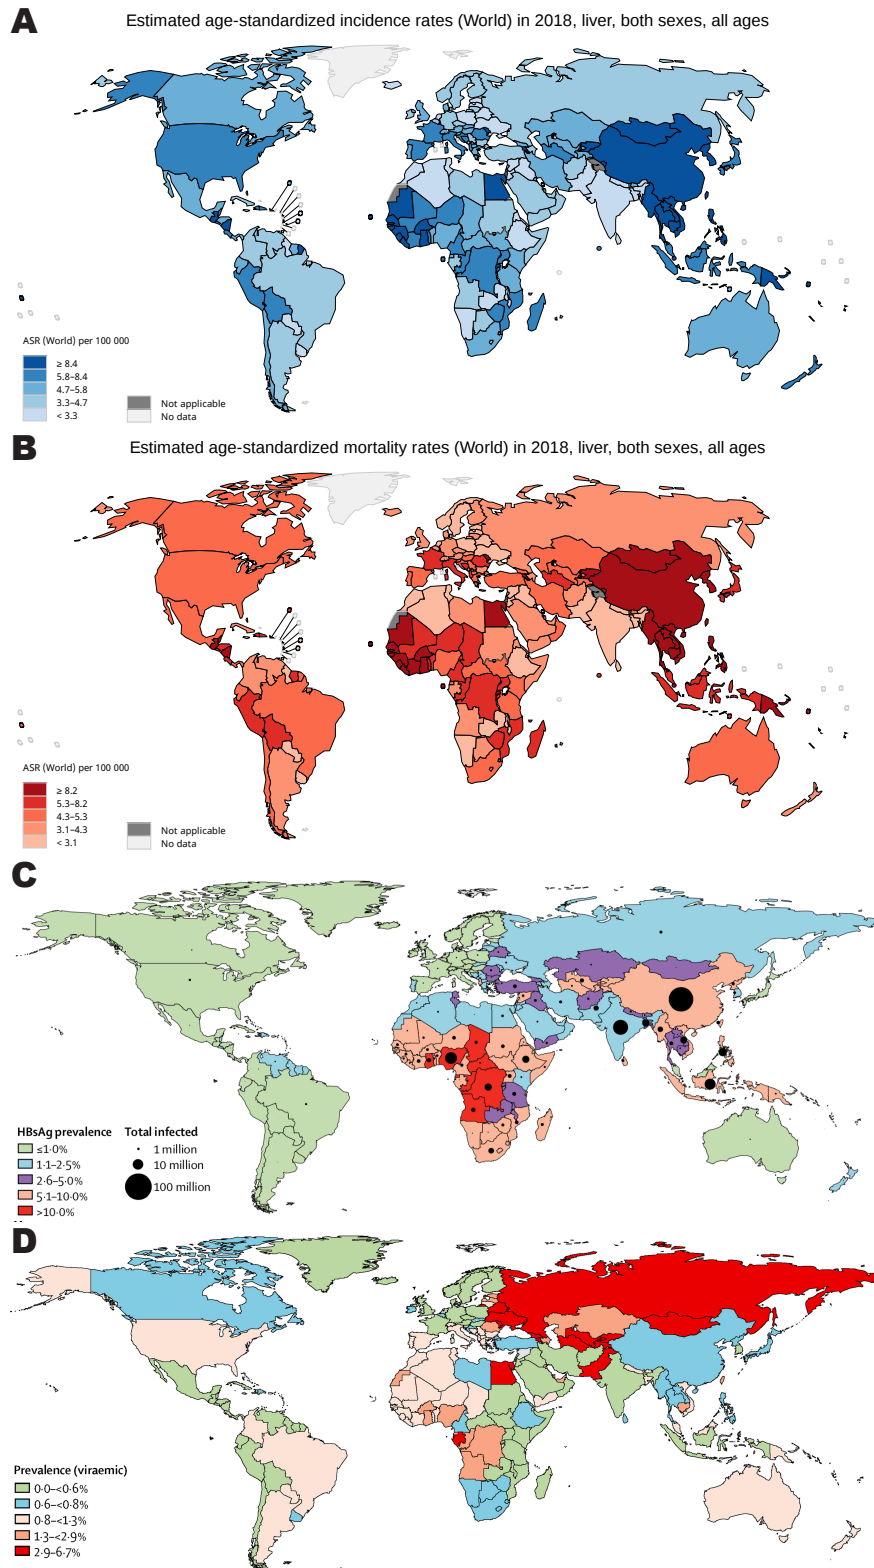 A
Estimated age-standardized incidence rates (World) in 2018, liver, both sexes, all ages
ASR (World) per 100 000
≥ 8.4
5.8–8.4
4.7–5.8
3.3–4.7
< 3.3
Not applicable
No data
B
Estimated age-standardized mortality rates (World) in 2018, liver, both sexes, all ages
ASR (World) per 100 000
≥ 8.2
5.3–8.2
4.3–5.3
3.1–4.3
< 3.1
Not applicable
No data
C
HBsAg prevalence
≤1·0%
1·1–2·5%
2·6–5·0%
5·1–10·0%
>10·0%
Total infected
1 million
10 million
100 million
D
Prevalence (viraemic)
0·0–<0·6%
0·6–<0·8%
0·8–<1·3%
1·3–<2·9%
2·9–6·7%